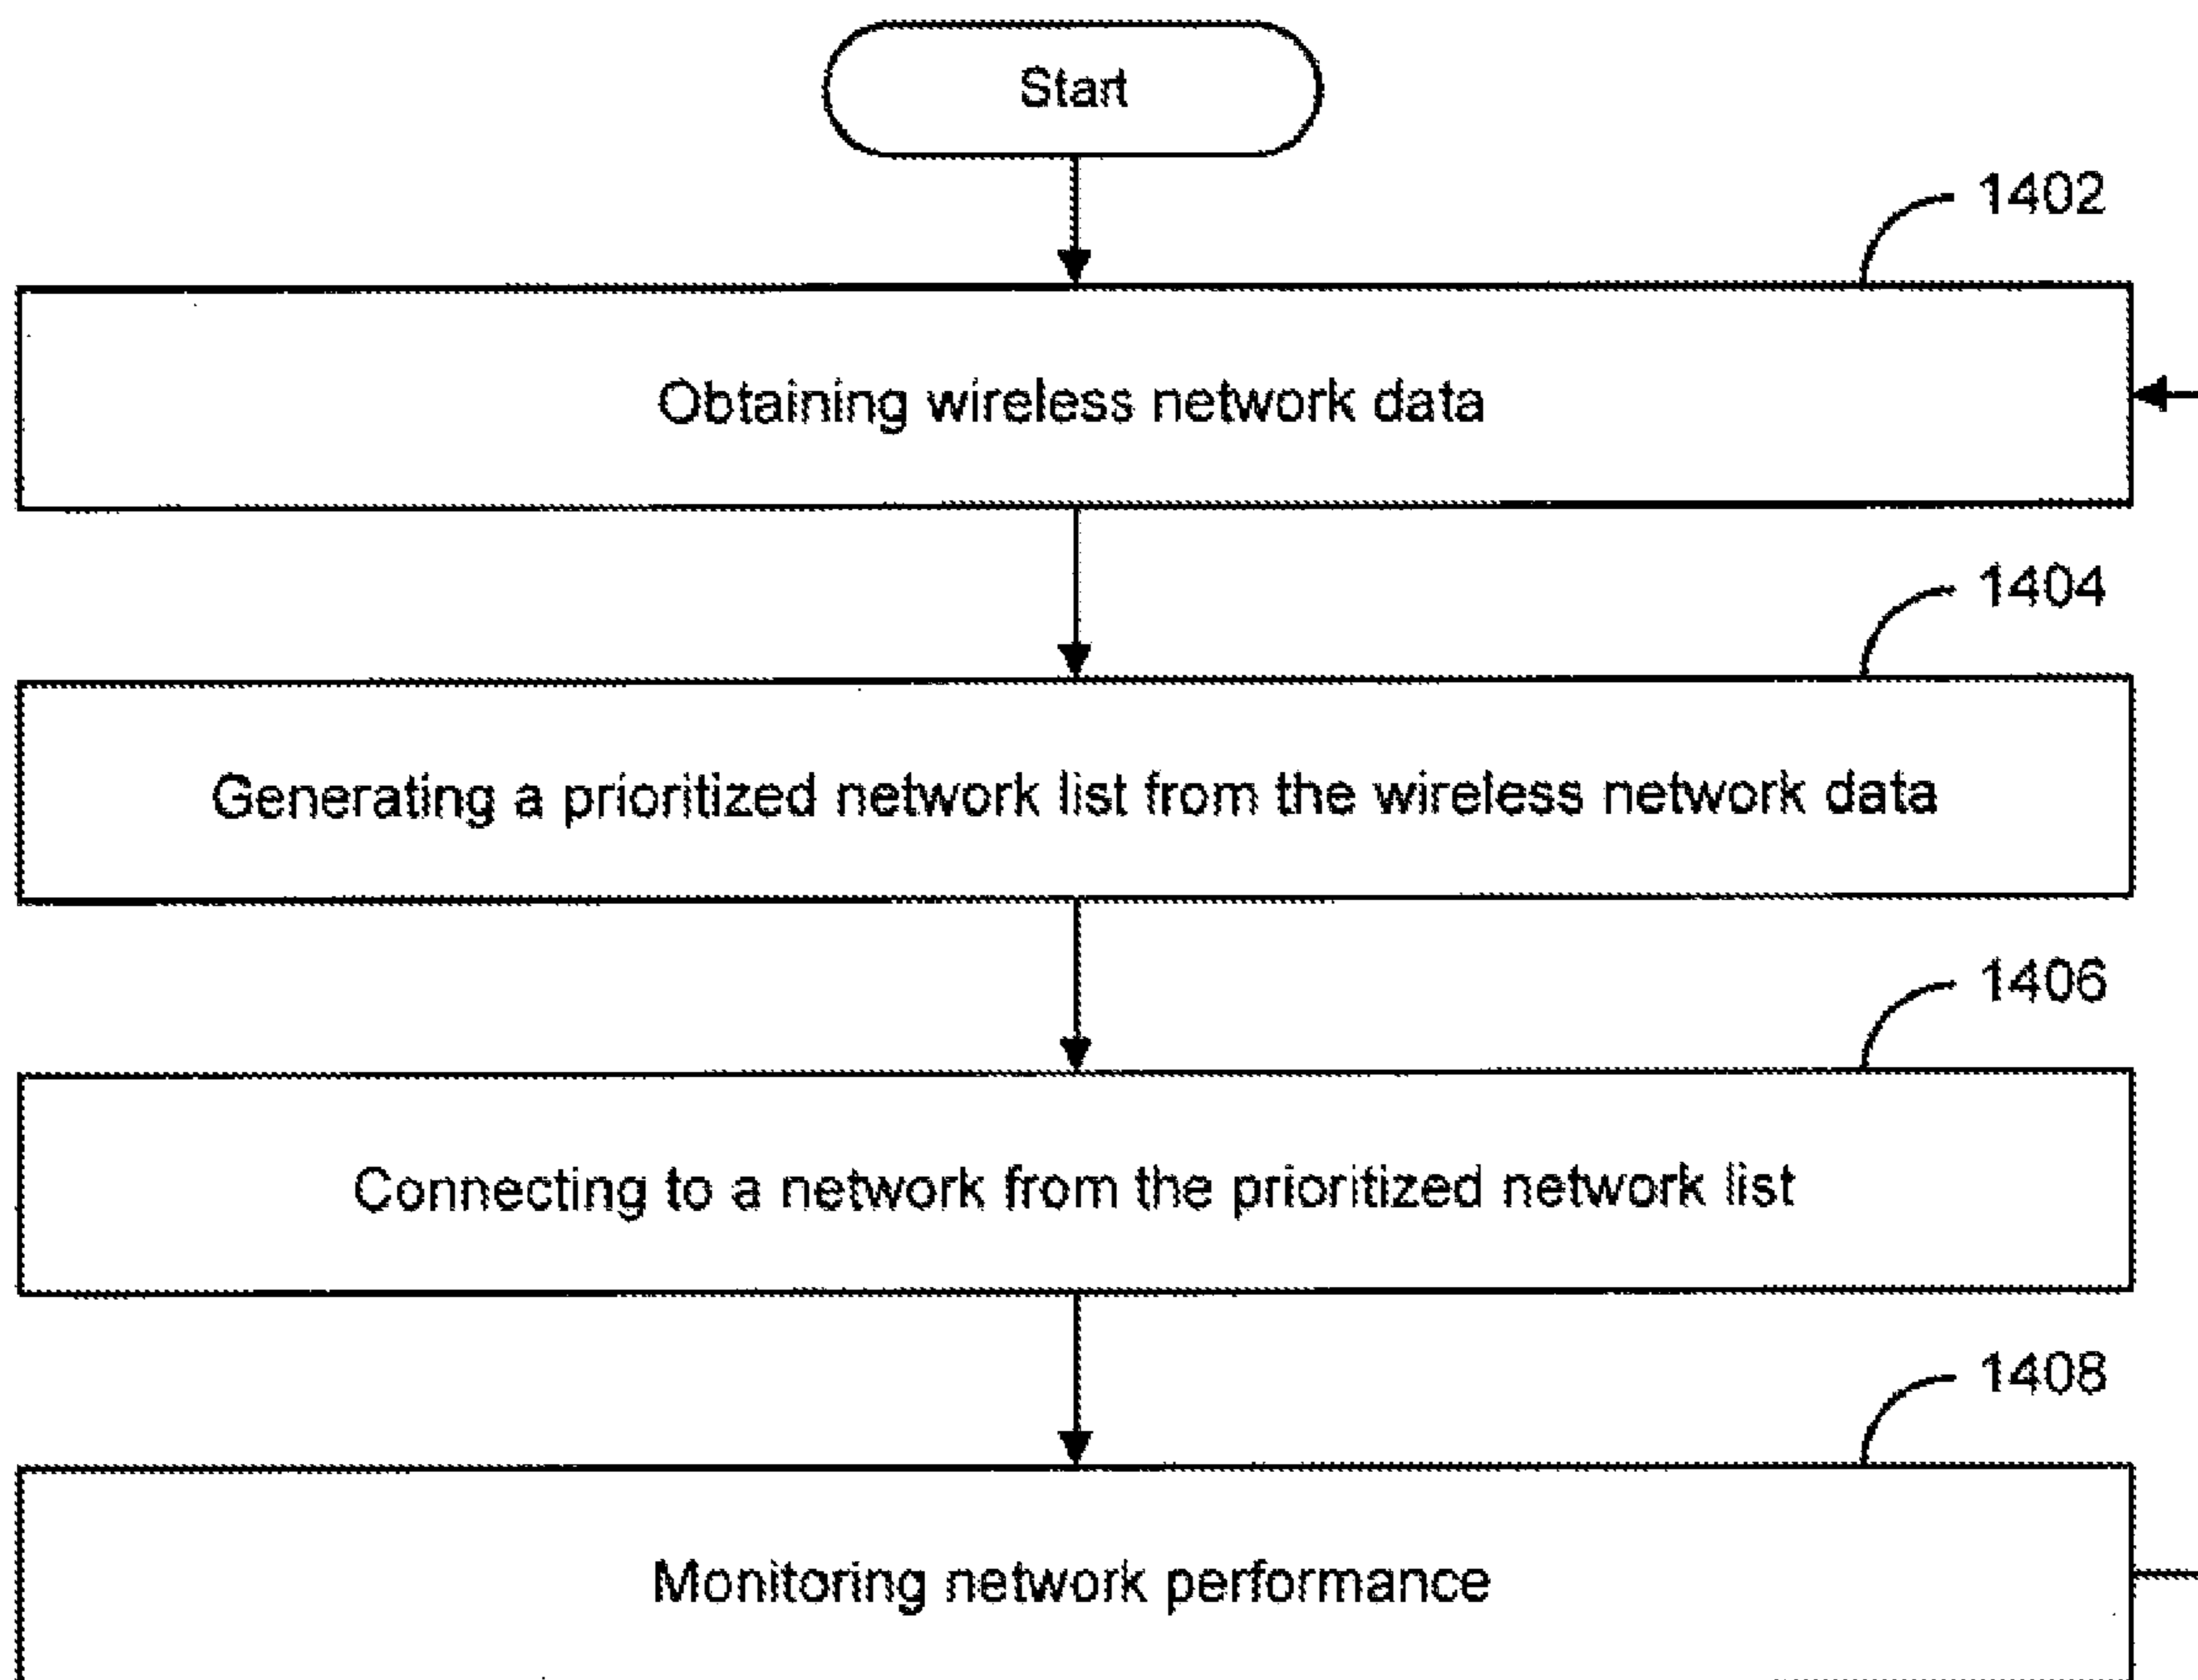 Start
1402
Obtaining wireless network data
1404
Generating a prioritized network list from the wireless network data
1406
Connecting to a network from the prioritized network list
1408
Monitoring network performance